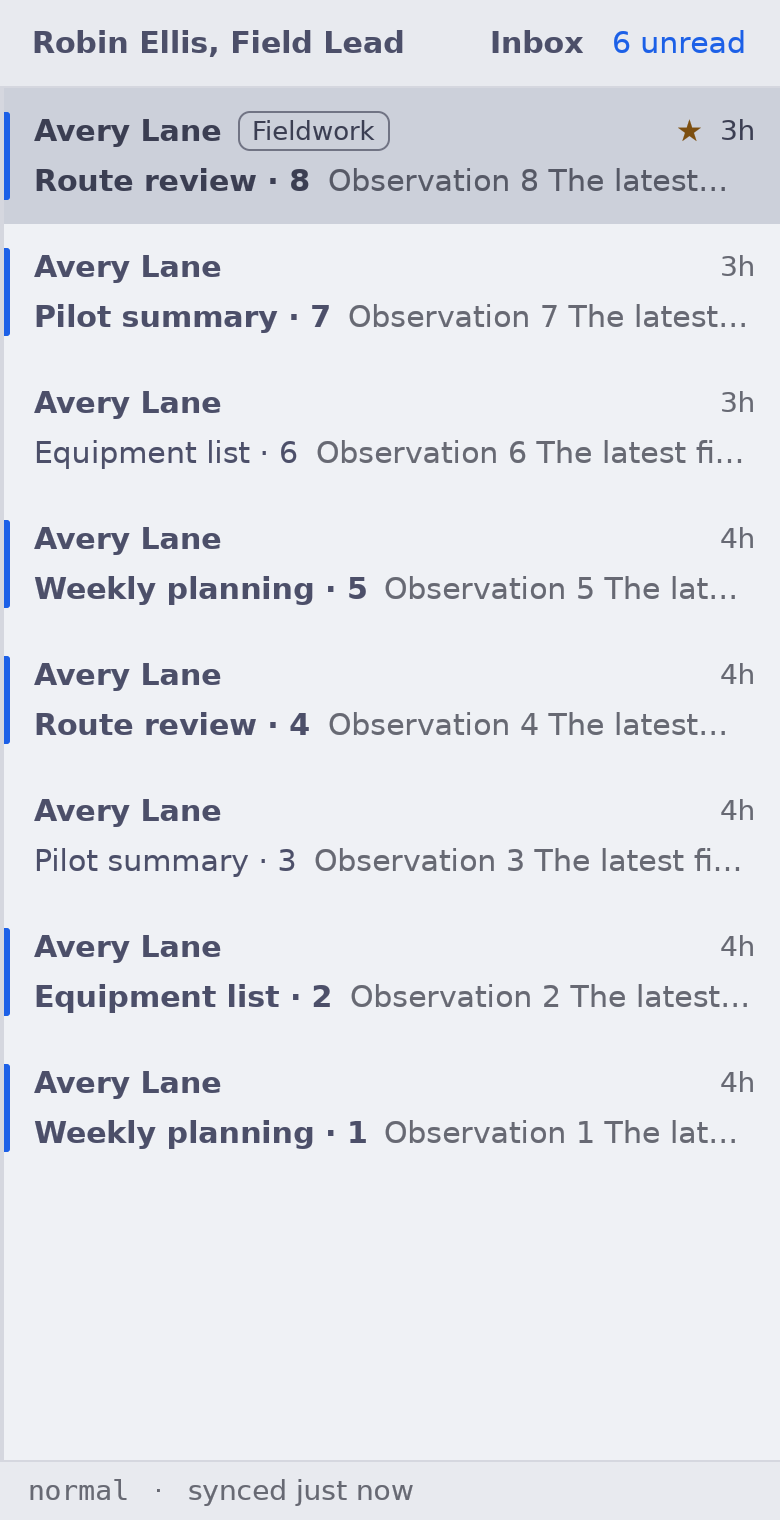 Robin Ellis, Field Lead Inbox 6 unread
Avery Lane Fieldwork ★ 3h
Route review · 8 Observation 8 The latest…
Avery Lane 3h
Pilot summary · 7 Observation 7 The latest…
Avery Lane 3h
Equipment list · 6 Observation 6 The latest fi…
Avery Lane 4h
Weekly planning · 5 Observation 5 The lat…
Avery Lane 4h
Route review · 4 Observation 4 The latest…
Avery Lane 4h
Pilot summary · 3 Observation 3 The latest fi…
Avery Lane 4h
Equipment list · 2 Observation 2 The latest…
Avery Lane 4h
Weekly planning · 1 Observation 1 The lat…
normal · synced just now